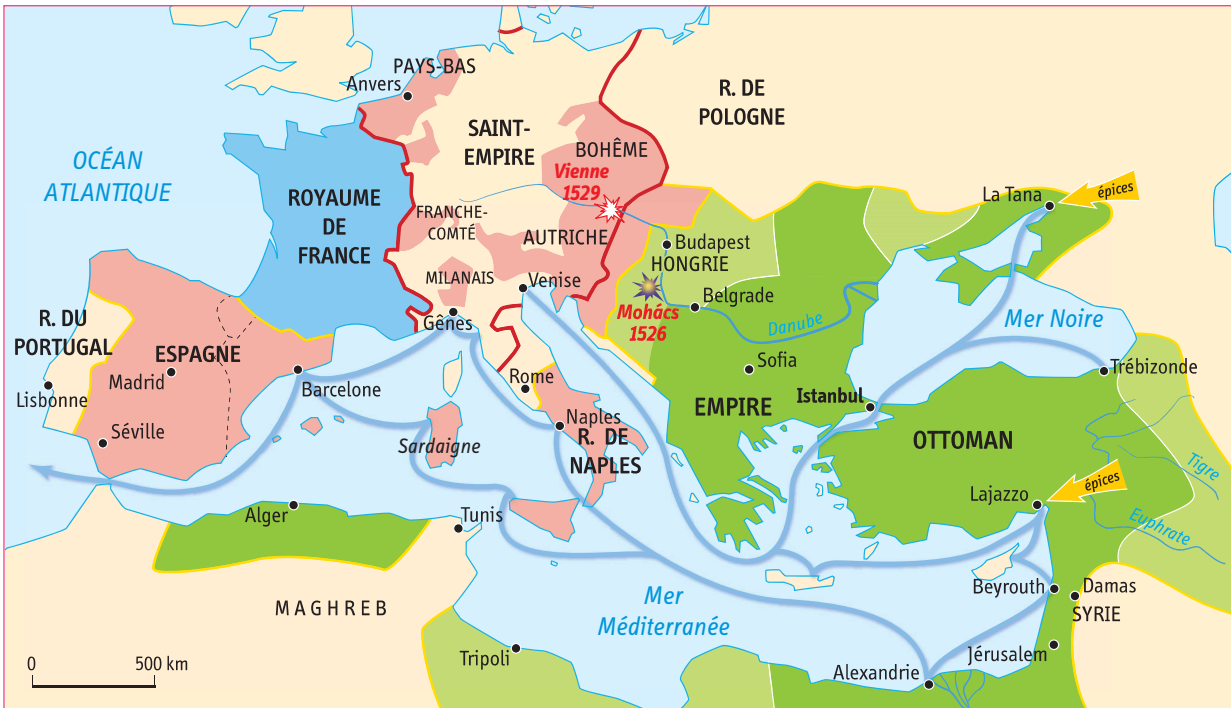 PAYS-BAS
Anvers
SAINT-
EMPIRE
R. DE
POLOGNE
OCÉAN
ATLANTIQUE
BOHÊME
Vienne
1529
ROYAUME
DE
FRANCE
FRANCHE-
COMTÉ
AUTRICHE
La Tana
épices
Budapest
HONGRIE
MILANAIS
Venise
Belgrade
Mohács
1526
Danube
Gênes
Mer Noire
R. DU
PORTUGAL
ESPAGNE
Madrid
Lisbonne
Séville
Barcelone
Rome
Sofia
Trébizonde
Istanbul
EMPIRE
OTTOMAN
Naples
R. DE
NAPLES
Sardaigne
Tigre
Lajazzo
épices
Euphrate
Alger
Tunis
MAGHREB
Mer
Méditerranée
Beyrouth
Damas
SYRIE
Jérusalem
Tripoli
Alexandrie
0 500 km